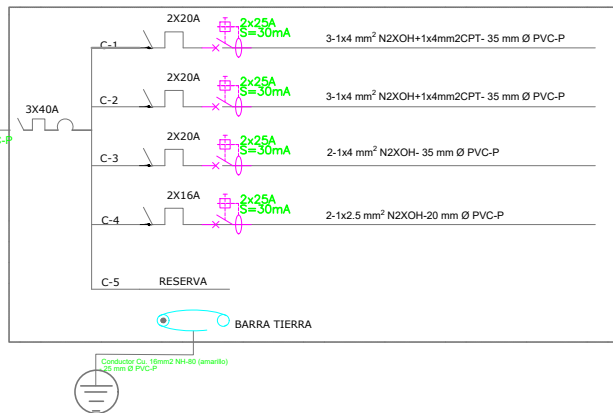 2X20A
2x25A
S=30mA
C-1
3-1x4 mm² N2XOH+1x4mm2CPT- 35 mm Ø PVC-P
2X20A
2x25A
S=30mA
C-2
3-1x4 mm² N2XOH+1x4mm2CPT- 35 mm Ø PVC-P
3X40A
2X20A
2x25A
S=30mA
C-3
2-1x4 mm² N2XOH- 35 mm Ø PVC-P
2X16A
2x25A
S=30mA
C-4
2-1x2.5 mm² N2XOH-20 mm Ø PVC-P
C-5
RESERVA
BARRA TIERRA
Conductor Cu. 16mm2 NH-80 (amarillo)
mm Ø PVC-P